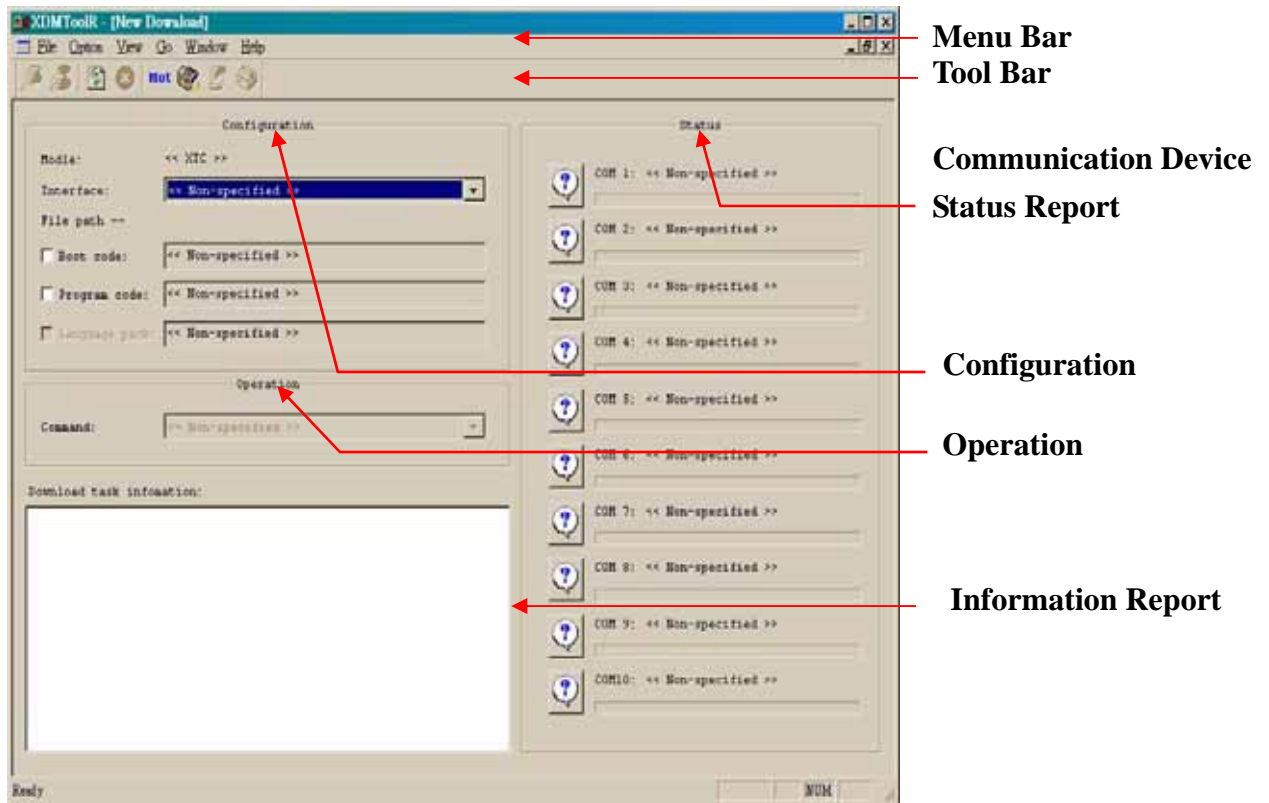 XDMToolR - [New Download]
File Option View Go Window Help
Hot
Menu Bar
Tool Bar
Configuration
Modle: << XTC >>
Interface: << Non-specified >>
File path --
Boot code: << Non-specified >>
Program code: << Non-specified >>
Language pack: << Non-specified >>
Operation
Command: << Non-specified >>
Download task infomation:
Status
COM 1: << Non-specified >>
COM 2: << Non-specified >>
COM 3: << Non-specified >>
COM 4: << Non-specified >>
COM 5: << Non-specified >>
COM 6: << Non-specified >>
COM 7: << Non-specified >>
COM 8: << Non-specified >>
COM 9: << Non-specified >>
COM10: << Non-specified >>
Communication Device
Status Report
Configuration
Operation
Information Report
Ready
NUM